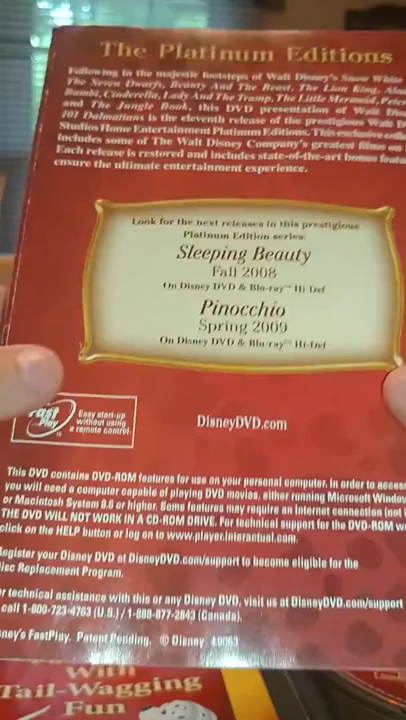 The Platinum Editions
Following in the majestic footsteps of Walt Disney's Snow White
The Seven Dwarfs, Beauty And The Beast, The Lion King,
Bambi, Cinderella, Lady And The Tramp, The Little Mermaid, Peter
and The Jungle Book, this DVD presentation of Walt
101 Dalmatians is the eleventh release of the prestigious Walt
Studios Home Entertainment Platinum Editions. This exclusive
includes some of The Walt Disney Company's greatest films on
Each release is restored and includes state-of-the-art bonus
ensure the ultimate entertainment experience.
Look for the next releases in this prestigious
Platinum Edition series:
Sleeping Beauty
Fall 2008
On Disney DVD & Blu-ray™ Hi-Def
Pinocchio
Spring 2009
On Disney DVD & Blu-ray™ Hi-Def
Fast Play
Easy start-up
without using
a remote control.
DisneyDVD.com
This DVD contains DVD-ROM features for use on your personal computer. In order to access
you will need a computer capable of playing DVD movies, either running Microsoft
or Macintosh System 8.6 or higher. Some features may require an Internet connection (not
THE DVD WILL NOT WORK IN A CD-ROM DRIVE. For technical support for the DVD-ROM
click on the HELP button or log on to www.player.interactual.com.
Register your Disney DVD at DisneyDVD.com/support to become eligible for the
Disc Replacement Program.
technical assistance with this or any Disney DVD, visit us at DisneyDVD.com/support
call 1-800-723-4763 (U.S.) / 1-888-877-2843 (Canada).
Disney's FastPlay. Patent Pending. © Disney
With
Tail-Wagging
Fun